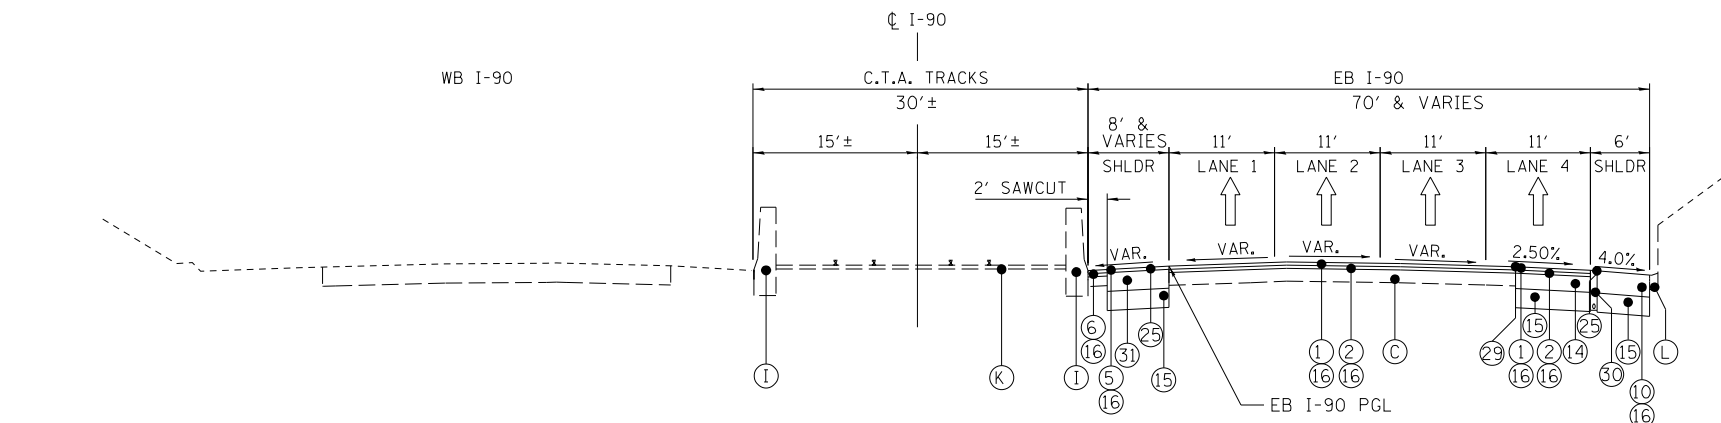 ℄ I-90
WB I-90
C.T.A. TRACKS
EB I-90
30'±
70' & VARIES
8' &
VARIES
15'±
15'±
11'
11'
11'
11'
6'
SHLDR
LANE 1
LANE 2
LANE 3
LANE 4
SHLDR
2' SAWCUT
VAR.
VAR.
VAR.
VAR.
2.50%
4.0%
6
16
31
25
5
16
15
1
16
2
16
C
29
15
1
16
2
16
14
25
30
15
10
16
L
I
K
I
EB I-90 PGL